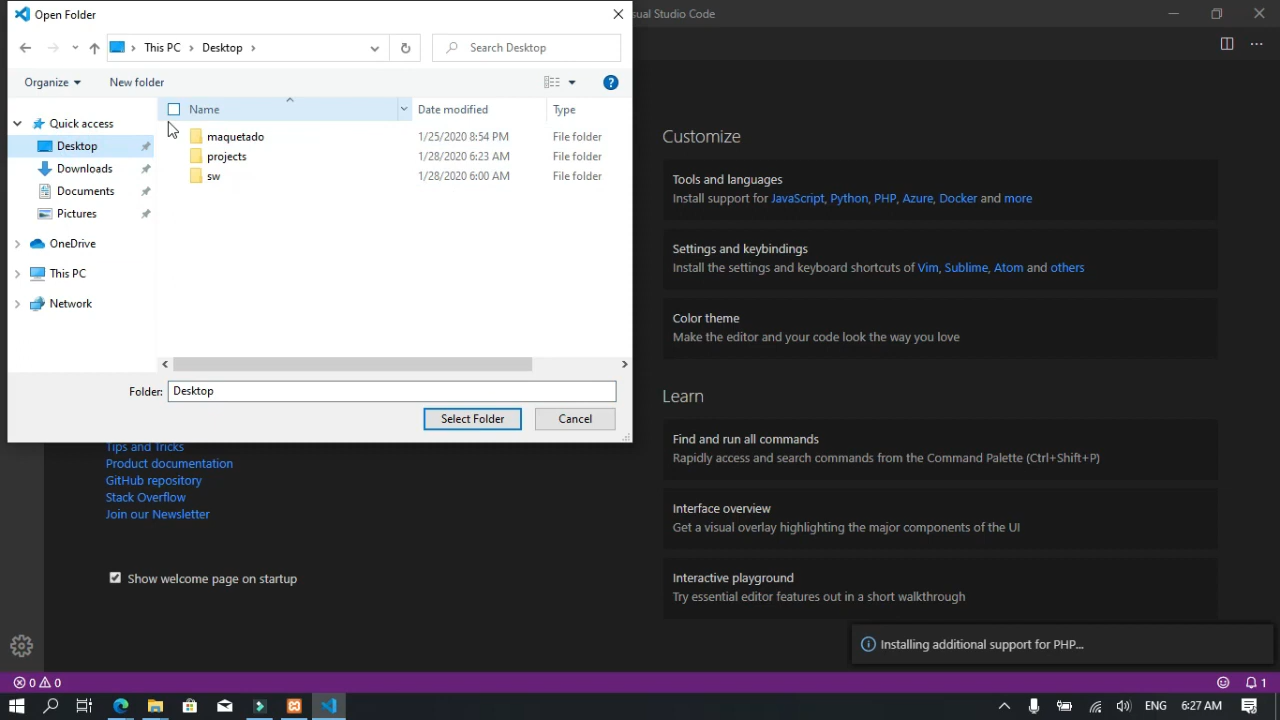 Open Folder
sual Studio Code
This PC > Desktop >
Search Desktop
Organize
New folder
Name
Date modified
Type
Quick access
Desktop
Downloads
Documents
Pictures
OneDrive
This PC
Network
maquetado 1/25/2020 8:54 PM File folder
projects 1/28/2020 6:23 AM File folder
sw 1/28/2020 6:00 AM File folder
Folder: Desktop
Select Folder
Cancel
Tips and Tricks
Product documentation
GitHub repository
Stack Overflow
Join our Newsletter
Show welcome page on startup
Customize
Tools and languages
Install support for JavaScript, Python, PHP, Azure, Docker and more
Settings and keybindings
Install the settings and keyboard shortcuts of Vim, Sublime, Atom and others
Color theme
Make the editor and your code look the way you love
Learn
Find and run all commands
Rapidly access and search commands from the Command Palette (Ctrl+Shift+P)
Interface overview
Get a visual overlay highlighting the major components of the UI
Interactive playground
Try essential editor features out in a short walkthrough
Installing additional support for PHP...
0 0
1
ENG 6:27 AM